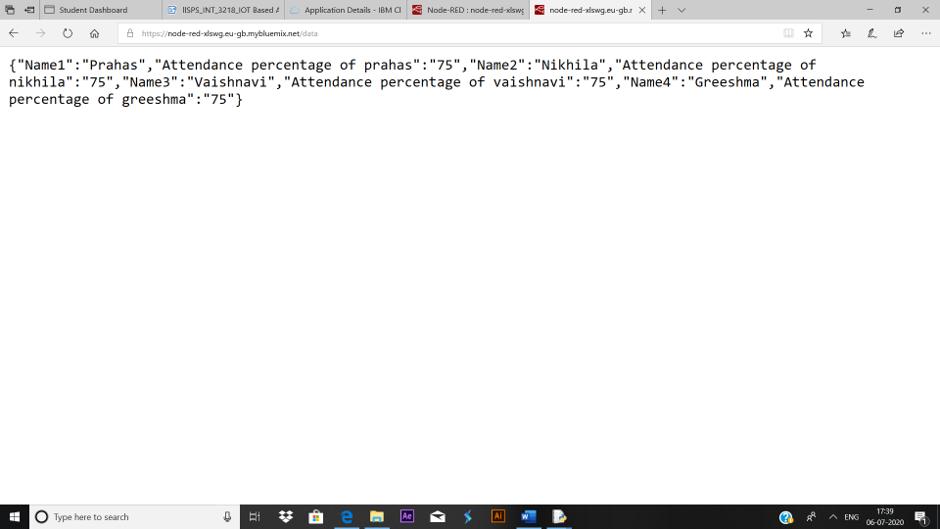 Student Dashboard
IISPS_INT_3218_IOT Based A
Application Details - IBM Cl
Node-RED : node-red-xlswg
node-red-xlswg.eu-gb.m
https://node-red-xlswg.eu-gb.mybluemix.net/data
{"Name1":"Prahas","Attendance percentage of prahas":"75","Name2":"Nikhila","Attendance percentage of
nikhila":"75","Name3":"Vaishnavi","Attendance percentage of vaishnavi":"75","Name4":"Greeshma","Attendance
percentage of greeshma":"75"}
Type here to search
Ae
Ai
ENG
17:39
06-07-2020
1